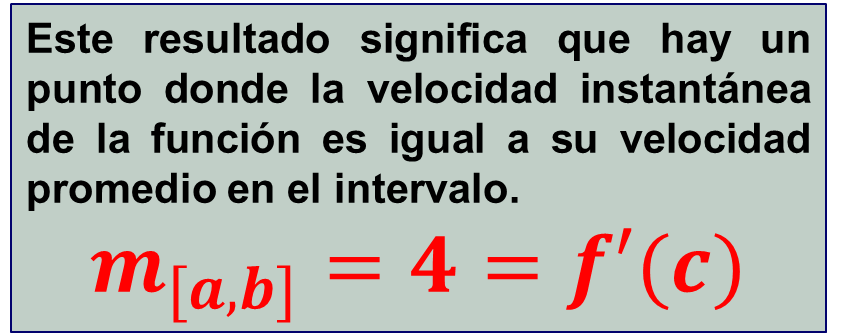 Este resultado significa que hay un
punto donde la velocidad instantánea
de la función es igual a su velocidad
promedio en el intervalo.
m[a,b] = 4 = f′(c)